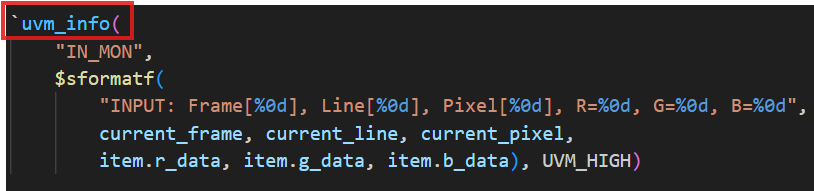 `uvm_info(
"IN_MON",
$sformatf(
"INPUT: Frame[%0d], Line[%0d], Pixel[%0d], R=%0d, G=%0d, B=%0d",
current_frame, current_line, current_pixel,
item.r_data, item.g_data, item.b_data), UVM_HIGH)